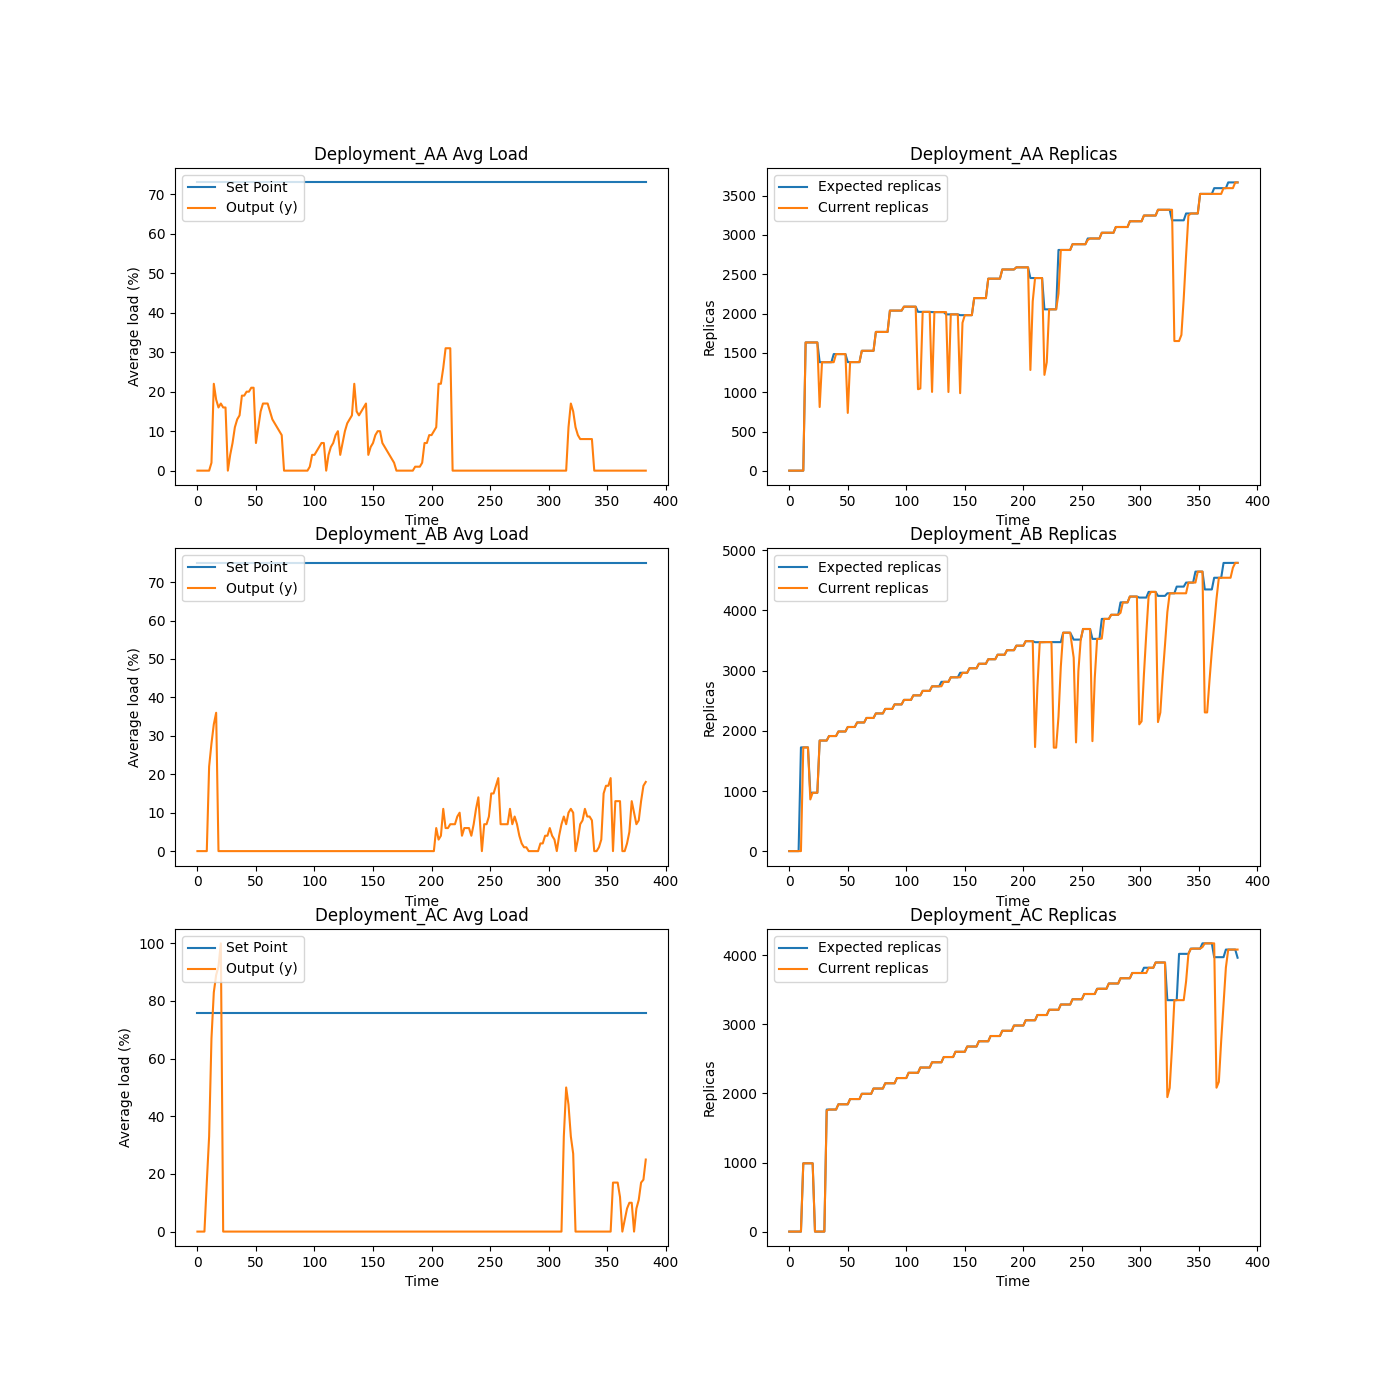 Deployment_AA Avg Load
Set Point
Output (y)
Average load (%)
70
60
50
40
30
20
10
0
0 50 100 150 200 250 300 350 400
Time
Deployment_AA Replicas
Expected replicas
Current replicas
Replicas
3500
3000
2500
2000
1500
1000
500
0
0 50 100 150 200 250 300 350 400
Time
Deployment_AB Avg Load
Set Point
Output (y)
Average load (%)
70
60
50
40
30
20
10
0
0 50 100 150 200 250 300 350 400
Time
Deployment_AB Replicas
Expected replicas
Current replicas
Replicas
5000
4000
3000
2000
1000
0
0 50 100 150 200 250 300 350 400
Time
Deployment_AC Avg Load
Set Point
Output (y)
Average load (%)
100
80
60
40
20
0
0 50 100 150 200 250 300 350 400
Time
Deployment_AC Replicas
Expected replicas
Current replicas
Replicas
4000
3000
2000
1000
0
0 50 100 150 200 250 300 350 400
Time